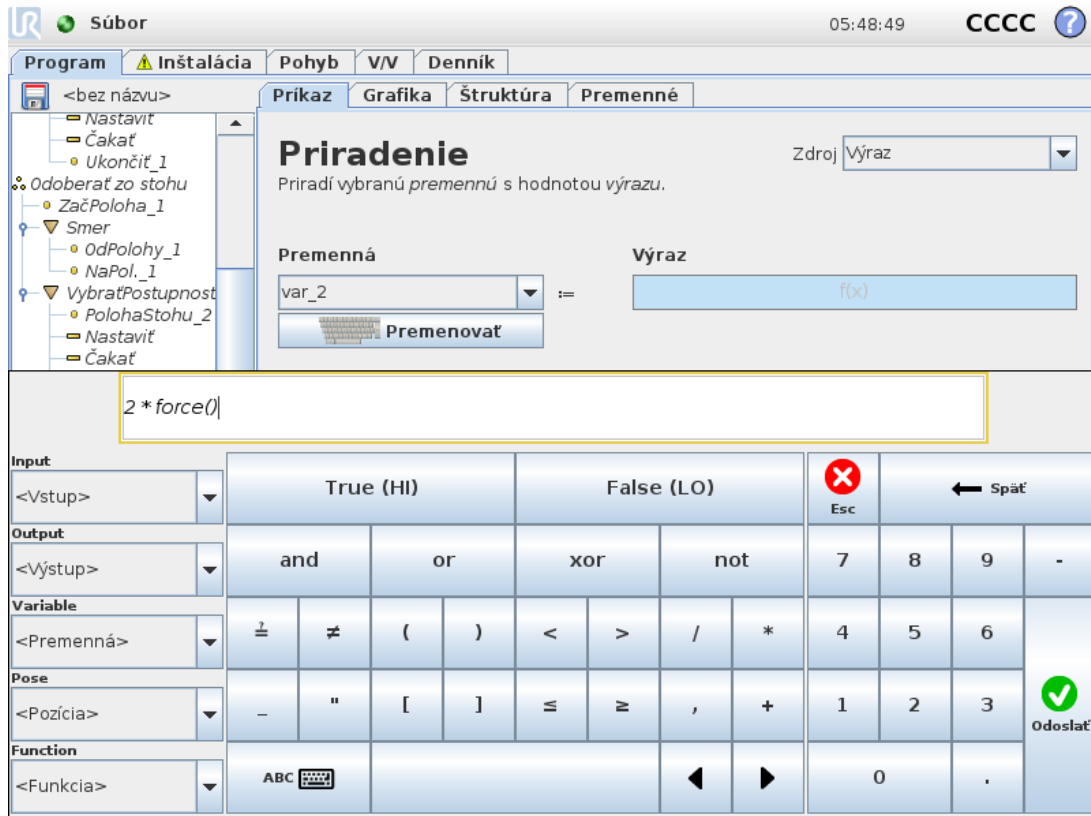 UR Súbor 05:48:49 CCCC ?
Program Inštalácia Pohyb V/V Denník
<bez názvu> Príkaz Grafika Štruktúra Premenné
Nastaviť
Čakať
Ukončiť_1
Odoberať zo stohu
ZačPoloha_1
Smer
OdPolohy_1
NaPol._1
VybraťPostupnost
PolohaStohu_2
Nastaviť
Čakať
Priradenie
Zdroj Výraz
Priradí vybranú premennú s hodnotou výrazu.
Premenná Výraz
var_2 := f(x)
Premenovať
2 * force()
Input
<Vstup>
True (HI) False (LO) Esc Späť
Output
<Výstup>
and or xor not 7 8 9 -
Variable
<Premenná>
≟ ≠ ( ) < > / * 4 5 6
Pose
<Pozícia>
_ " [ ] ≤ ≥ , + 1 2 3 Odoslať
Function
<Funkcia>
ABC 0 .